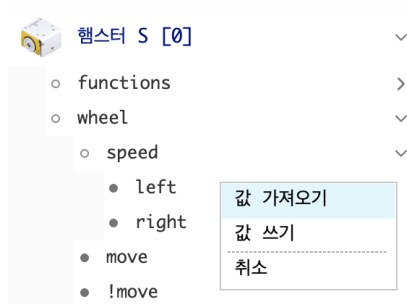 햄스터 S [0]
functions
wheel
speed
left
right
move
!move
값 가져오기
값 쓰기
취소